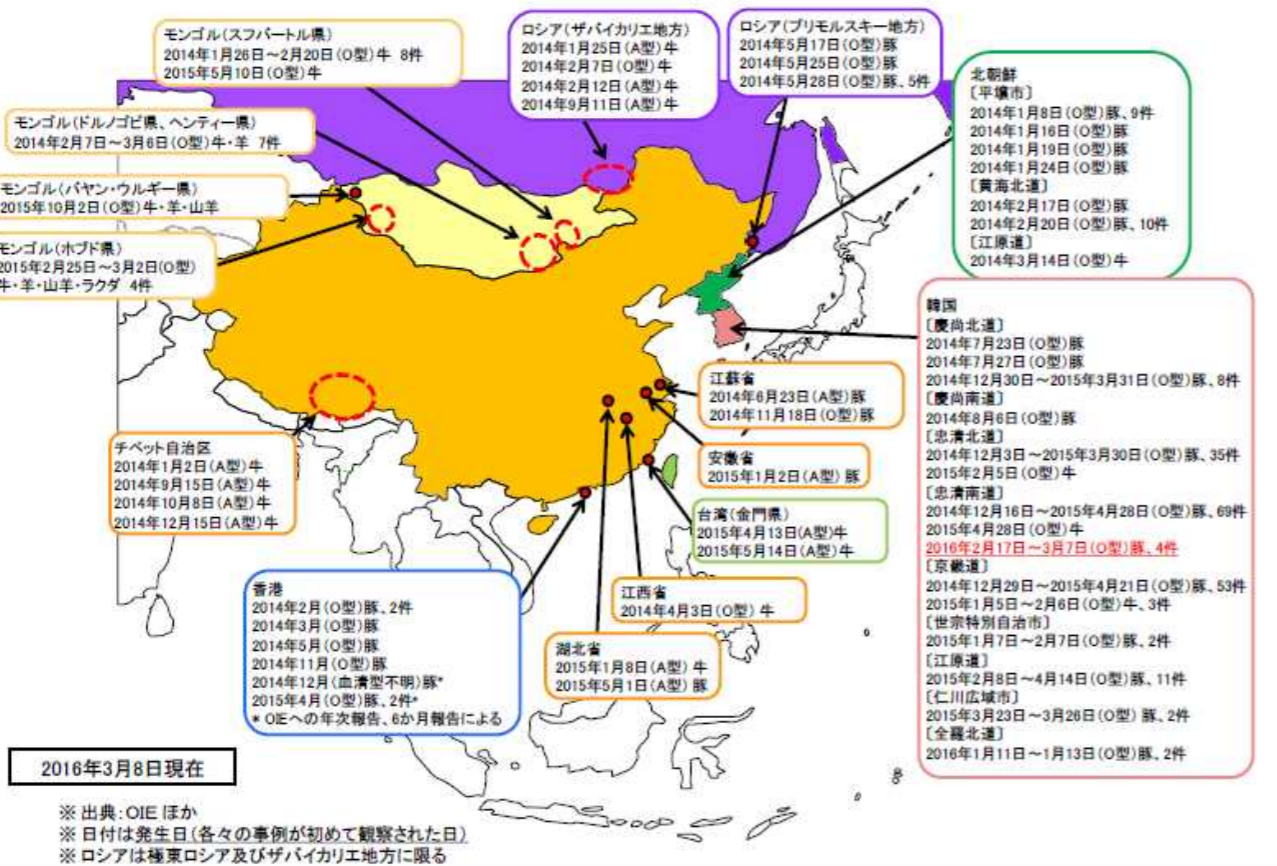 モンゴル(スフバートル県)
2014年1月26日～2月20日(O型)牛 8件
2015年5月10日(O型)牛
モンゴル(ドルノゴビ県、ヘンティー県)
2014年2月7日～3月6日(O型)牛・羊 7件
モンゴル(バヤン・ウルギー県)
2015年10月2日(O型)牛・羊・山羊
モンゴル(ホブド県)
2015年2月25日～3月2日(O型)
牛・羊・山羊・ラクダ 4件
ロシア(ザバイカリエ地方)
2014年1月25日(A型)牛
2014年2月7日(O型)牛
2014年2月12日(A型)牛
2014年9月11日(A型)牛
ロシア(プリモルスキー地方)
2014年5月17日(O型)豚
2014年5月25日(O型)豚
2014年5月28日(O型)豚、5件
北朝鮮
〔平壌市〕
2014年1月8日(O型)豚、9件
2014年1月16日(O型)豚
2014年1月19日(O型)豚
2014年1月24日(O型)豚
〔黄海北道〕
2014年2月17日(O型)豚
2014年2月20日(O型)豚、10件
〔江原道〕
2014年3月14日(O型)牛
韓国
〔慶尚北道〕
2014年7月23日(O型)豚
2014年7月27日(O型)豚
2014年12月30日～2015年3月31日(O型)豚、8件
〔慶尚南道〕
2014年8月6日(O型)豚
〔忠清北道〕
2014年12月3日～2015年3月30日(O型)豚、35件
2015年2月5日(O型)牛
〔忠清南道〕
2014年12月16日～2015年4月28日(O型)豚、69件
2015年4月28日(O型)牛
2016年2月17日～3月7日(O型)豚、4件
〔京畿道〕
2014年12月29日～2015年4月21日(O型)豚、53件
2015年1月5日～2月6日(O型)牛、3件
〔世宗特別自治市〕
2015年1月7日～2月7日(O型)豚、2件
〔江原道〕
2015年2月8日～4月14日(O型)豚、11件
〔仁川広域市〕
2015年3月23日～3月26日(O型) 豚、2件
〔全羅北道〕
2016年1月11日～1月13日(O型)豚、2件
江蘇省
2014年6月23日(A型)豚
2014年11月18日(O型)豚
安徽省
2015年1月2日(A型) 豚
台湾(金門県)
2015年4月13日(A型)牛
2015年5月14日(A型)牛
チベット自治区
2014年1月2日(A型)牛
2014年9月15日(A型)牛
2014年10月8日(A型)牛
2014年12月15日(A型)牛
香港
2014年2月(O型)豚、2件
2014年3月(O型)豚
2014年5月(O型)豚
2014年11月(O型)豚
2014年12月(血清型不明)豚*
2015年4月(O型)豚、2件*
* OIEへの年次報告、6か月報告による
江西省
2014年4月3日(O型) 牛
湖北省
2015年1月8日(A型) 牛
2015年5月1日(A型) 豚
2016年3月8日現在
※ 出典:OIE ほか
※ 日付は発生日(各々の事例が初めて観察された日)
※ ロシアは極東ロシア及びザバイカリエ地方に限る